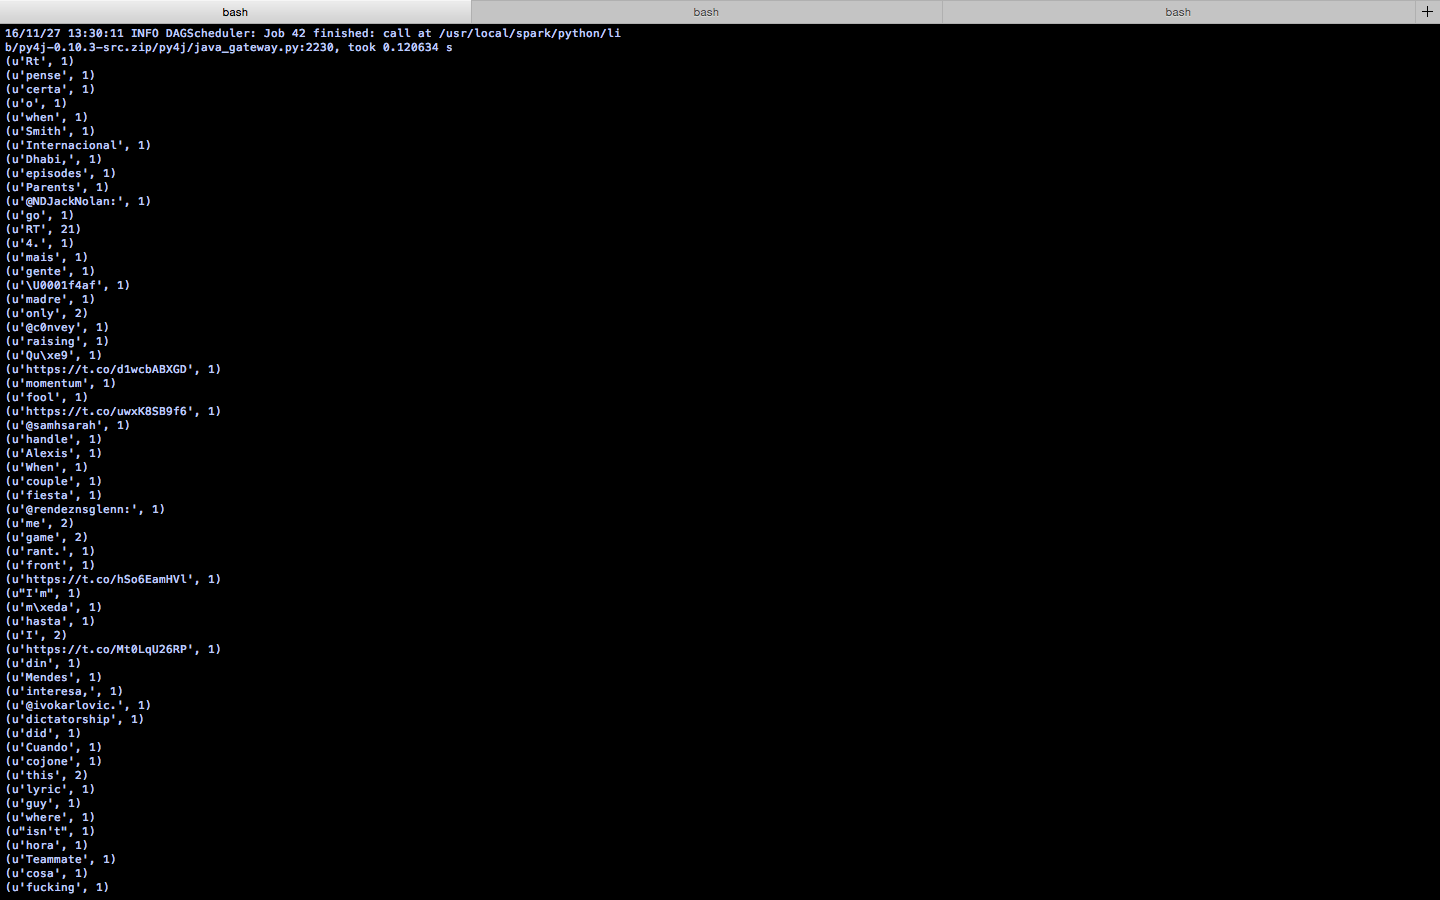 bash
bash
bash
+
16/11/27 13:30:11 INFO DAGScheduler: Job 42 finished: call at /usr/local/spark/python/li
b/py4j-0.10.3-src.zip/py4j/java_gateway.py:2230, took 0.120634 s
(u'Rt', 1)
(u'pense', 1)
(u'certa', 1)
(u'o', 1)
(u'when', 1)
(u'Smith', 1)
(u'Internacional', 1)
(u'Dhabi,', 1)
(u'episodes', 1)
(u'Parents', 1)
(u'@NDJackNolan:', 1)
(u'go', 1)
(u'RT', 21)
(u'4.', 1)
(u'mais', 1)
(u'gente', 1)
(u'\U0001f4af', 1)
(u'madre', 1)
(u'only', 2)
(u'@c0nvey', 1)
(u'raising', 1)
(u'Qu\xe9', 1)
(u'https://t.co/d1wcbABXGD', 1)
(u'momentum', 1)
(u'fool', 1)
(u'https://t.co/uwxK8SB9f6', 1)
(u'@samhsarah', 1)
(u'handle', 1)
(u'Alexis', 1)
(u'When', 1)
(u'couple', 1)
(u'fiesta', 1)
(u'@rendeznsglenn:', 1)
(u'me', 2)
(u'game', 2)
(u'rant.', 1)
(u'front', 1)
(u'https://t.co/hSo6EamHVl', 1)
(u"I'm", 1)
(u'm\xeda', 1)
(u'hasta', 1)
(u'I', 2)
(u'https://t.co/Mt0LqU26RP', 1)
(u'din', 1)
(u'Mendes', 1)
(u'interesa,', 1)
(u'@ivokarlovic.', 1)
(u'dictatorship', 1)
(u'did', 1)
(u'Cuando', 1)
(u'cojone', 1)
(u'this', 2)
(u'lyric', 1)
(u'guy', 1)
(u'where', 1)
(u"isn't", 1)
(u'hora', 1)
(u'Teammate', 1)
(u'cosa', 1)
(u'fucking', 1)